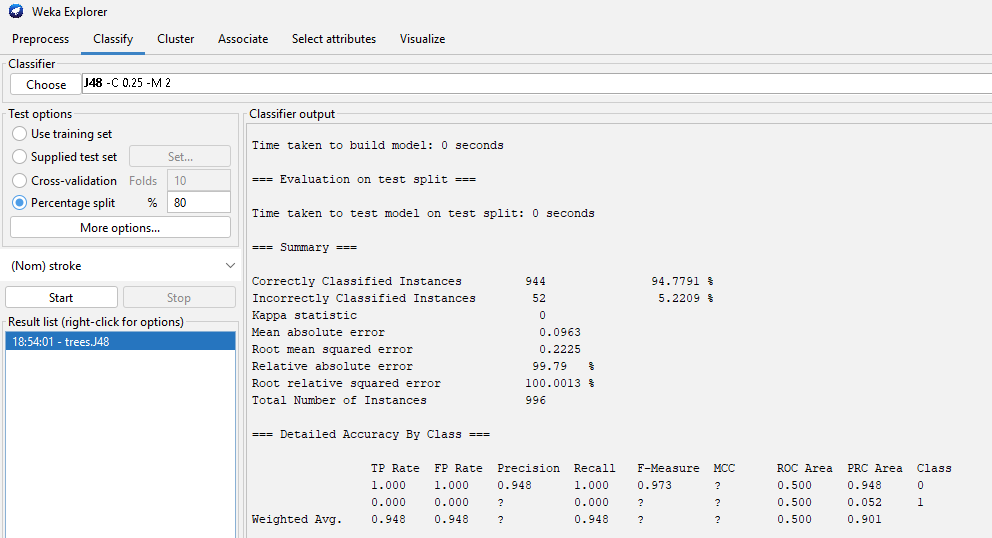 Weka Explorer
Preprocess Classify Cluster Associate Select attributes Visualize
Classifier
Choose J48 -C 0.25 -M 2
Test options
Use training set
Supplied test set Set...
Cross-validation Folds 10
Percentage split % 80
More options...
(Nom) stroke
Start Stop
Result list (right-click for options)
18:54:01 - trees.J48
Classifier output
Time taken to build model: 0 seconds
=== Evaluation on test split ===
Time taken to test model on test split: 0 seconds
=== Summary ===
Correctly Classified Instances 944 94.7791 %
Incorrectly Classified Instances 52 5.2209 %
Kappa statistic 0
Mean absolute error 0.0963
Root mean squared error 0.2225
Relative absolute error 99.79 %
Root relative squared error 100.0013 %
Total Number of Instances 996
=== Detailed Accuracy By Class ===
TP Rate FP Rate Precision Recall F-Measure MCC ROC Area PRC Area Class
1.000 1.000 0.948 1.000 0.973 ? 0.500 0.948 0
0.000 0.000 ? 0.000 ? ? 0.500 0.052 1
Weighted Avg. 0.948 0.948 ? 0.948 ? ? 0.500 0.901